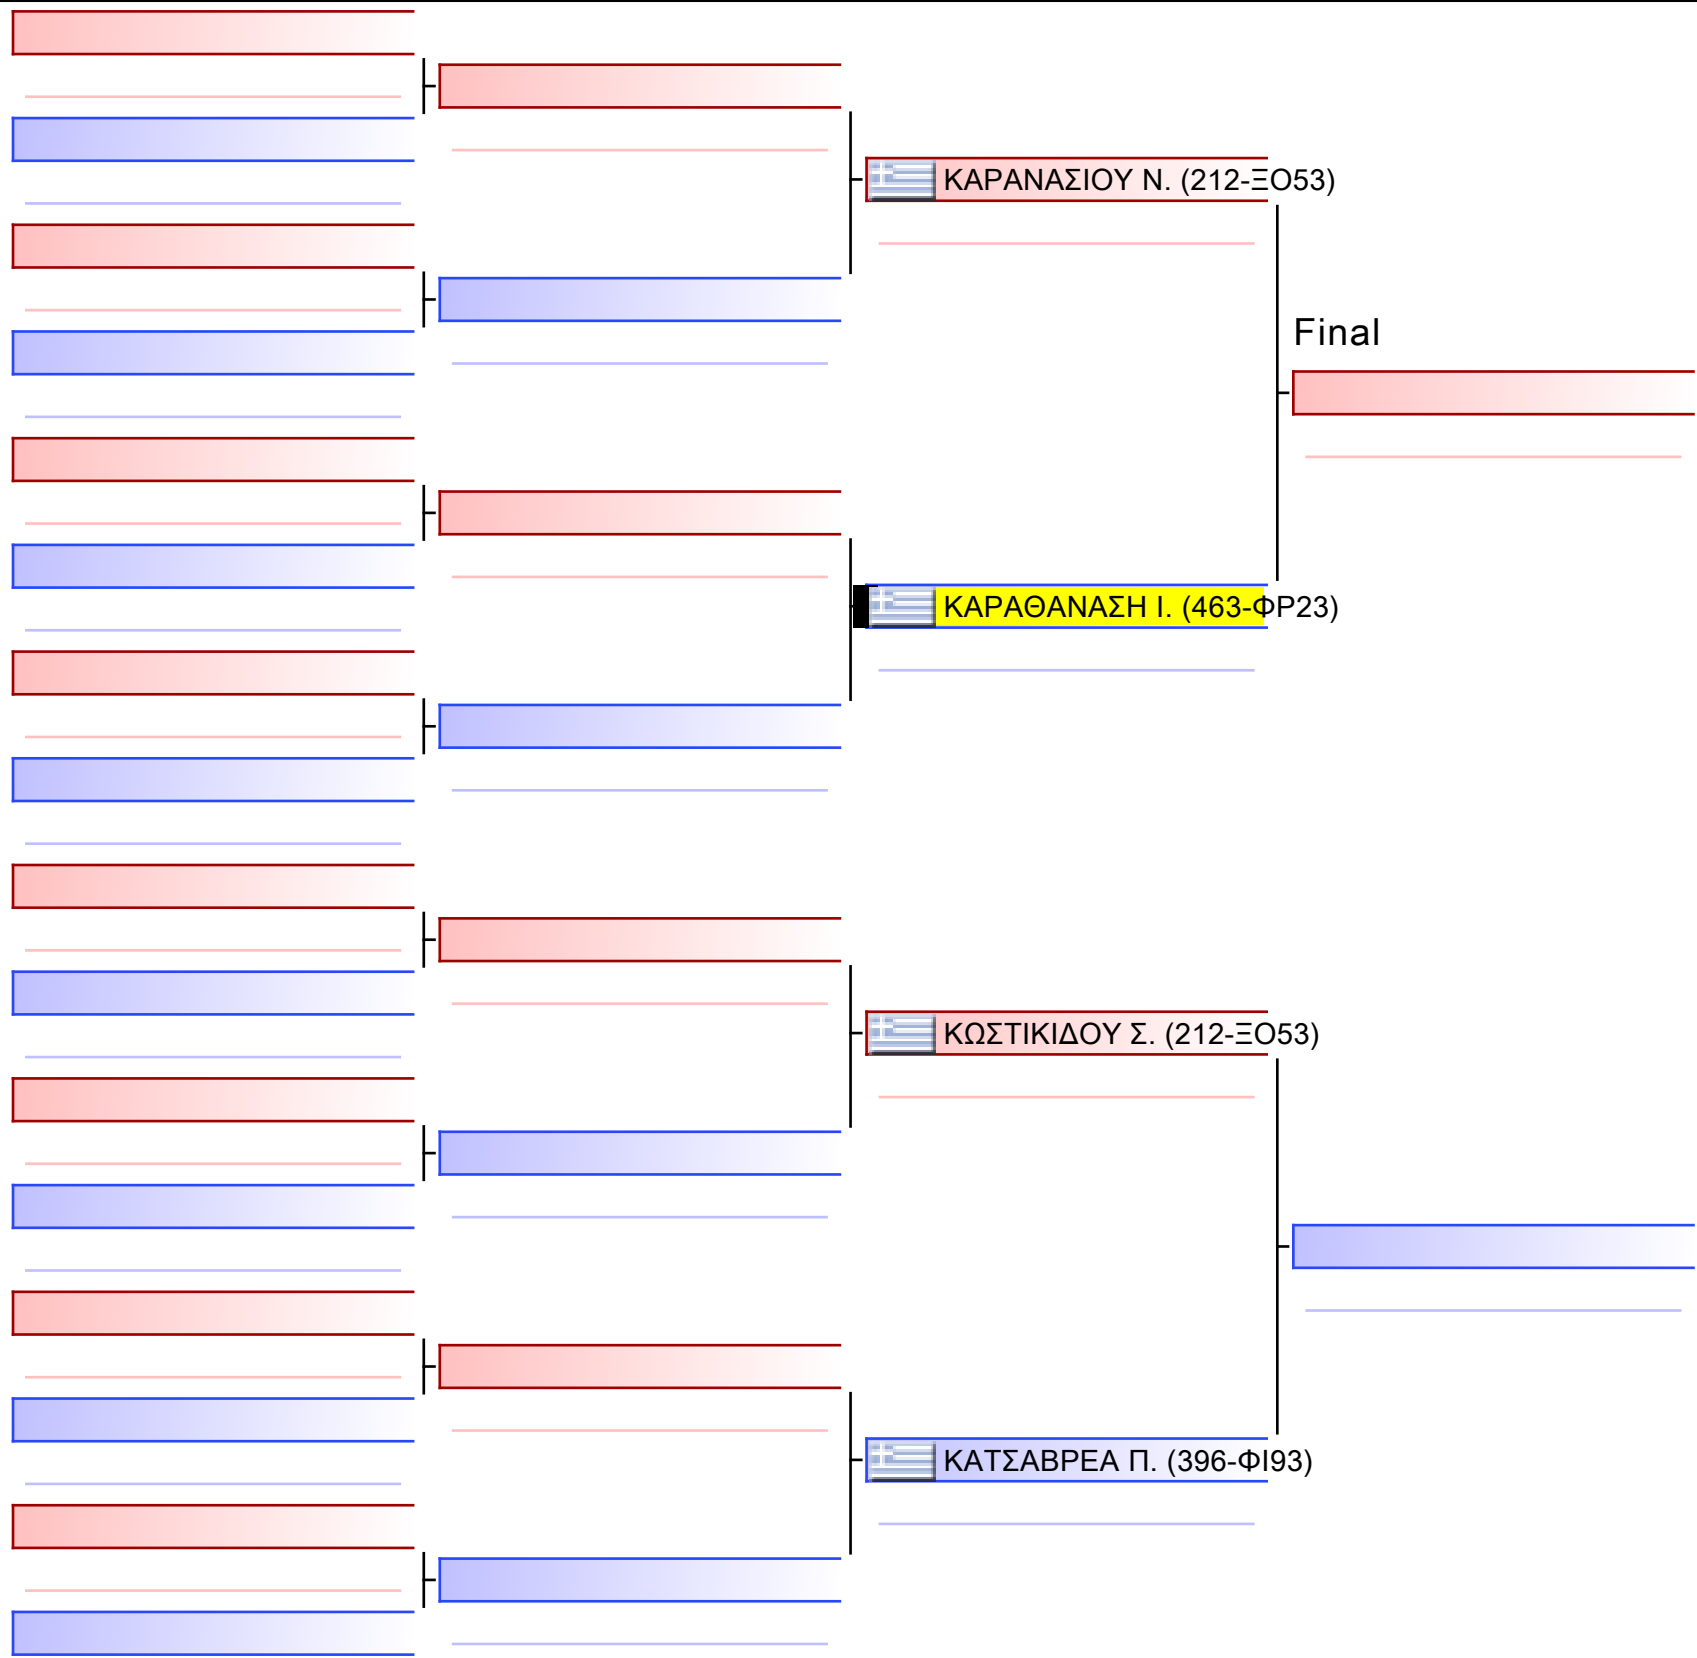 ΚΑΡΑΝΑΣΙΟΥ Ν. (212-ΞΟ53)
Final
ΚΑΡΑΘΑΝΑΣΗ Ι. (463-ΦΡ23)
ΚΩΣΤΙΚΙΔΟΥ Σ. (212-ΞΟ53)
ΚΑΤΣΑΒΡΕΑ Π. (396-ΦΙ93)